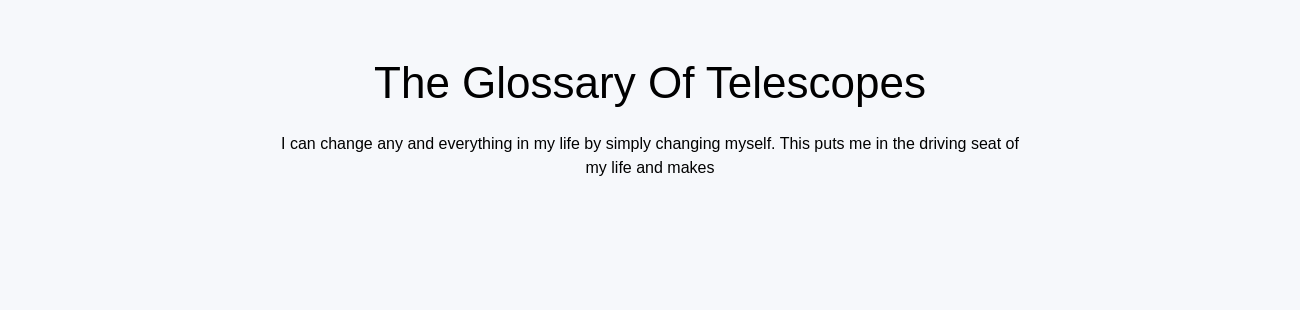 The Glossary Of Telescopes
I can change any and everything in my life by simply changing myself. This puts me in the driving seat of
my life and makes